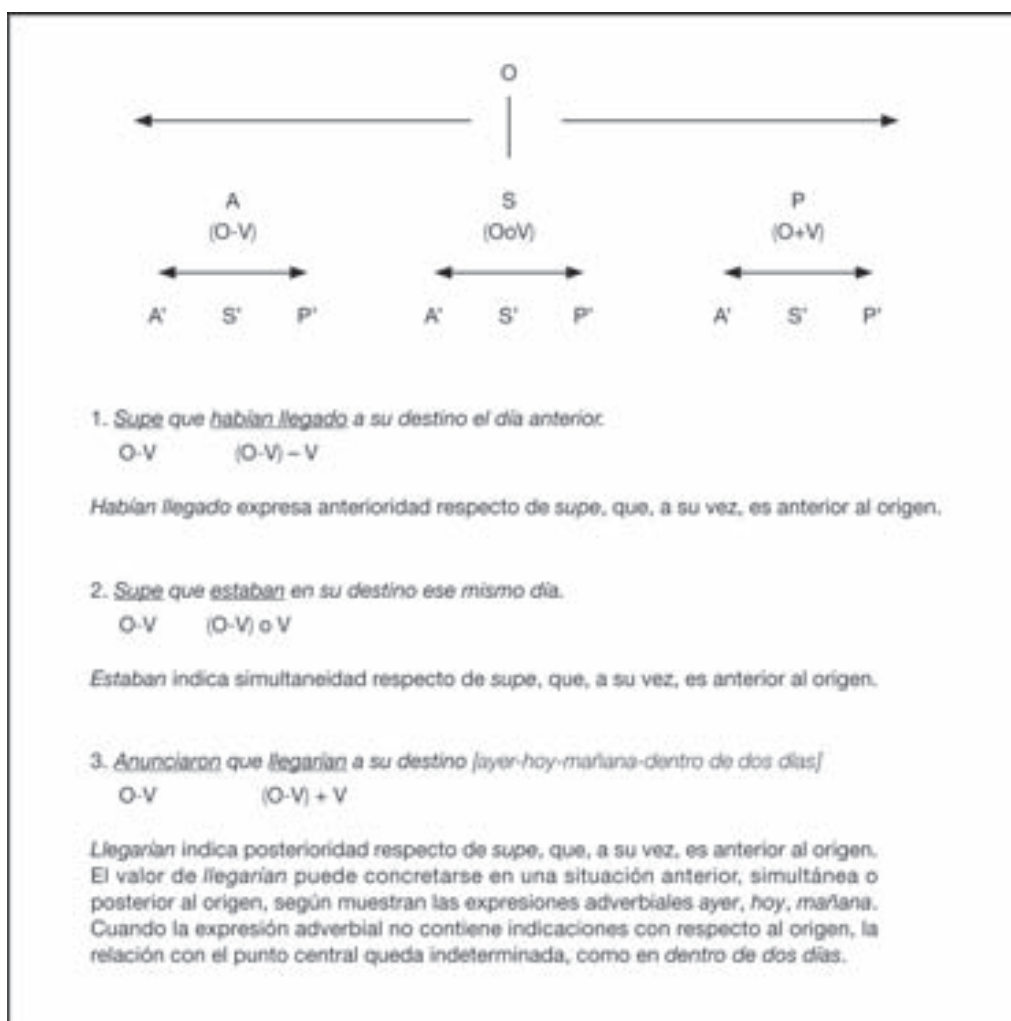 O
A S P
(O-V) (OoV) (O+V)
A' S' P' A' S' P' A' S' P'
1. Supe que habían llegado a su destino el día anterior.
O-V (O-V) – V
Habían llegado expresa anterioridad respecto de supe, que, a su vez, es anterior al origen.
2. Supe que estaban en su destino ese mismo día.
O-V (O-V) o V
Estaban indica simultaneidad respecto de supe, que, a su vez, es anterior al origen.
3. Anunciaron que llegarían a su destino [ayer-hoy-mañana-dentro de dos días]
O-V (O-V) + V
Llegarían indica posterioridad respecto de supe, que, a su vez, es anterior al origen.
El valor de llegarían puede concretarse en una situación anterior, simultánea o
posterior al origen, según muestran las expresiones adverbiales ayer, hoy, mañana.
Cuando la expresión adverbial no contiene indicaciones con respecto al origen, la
relación con el punto central queda indeterminada, como en dentro de dos días.